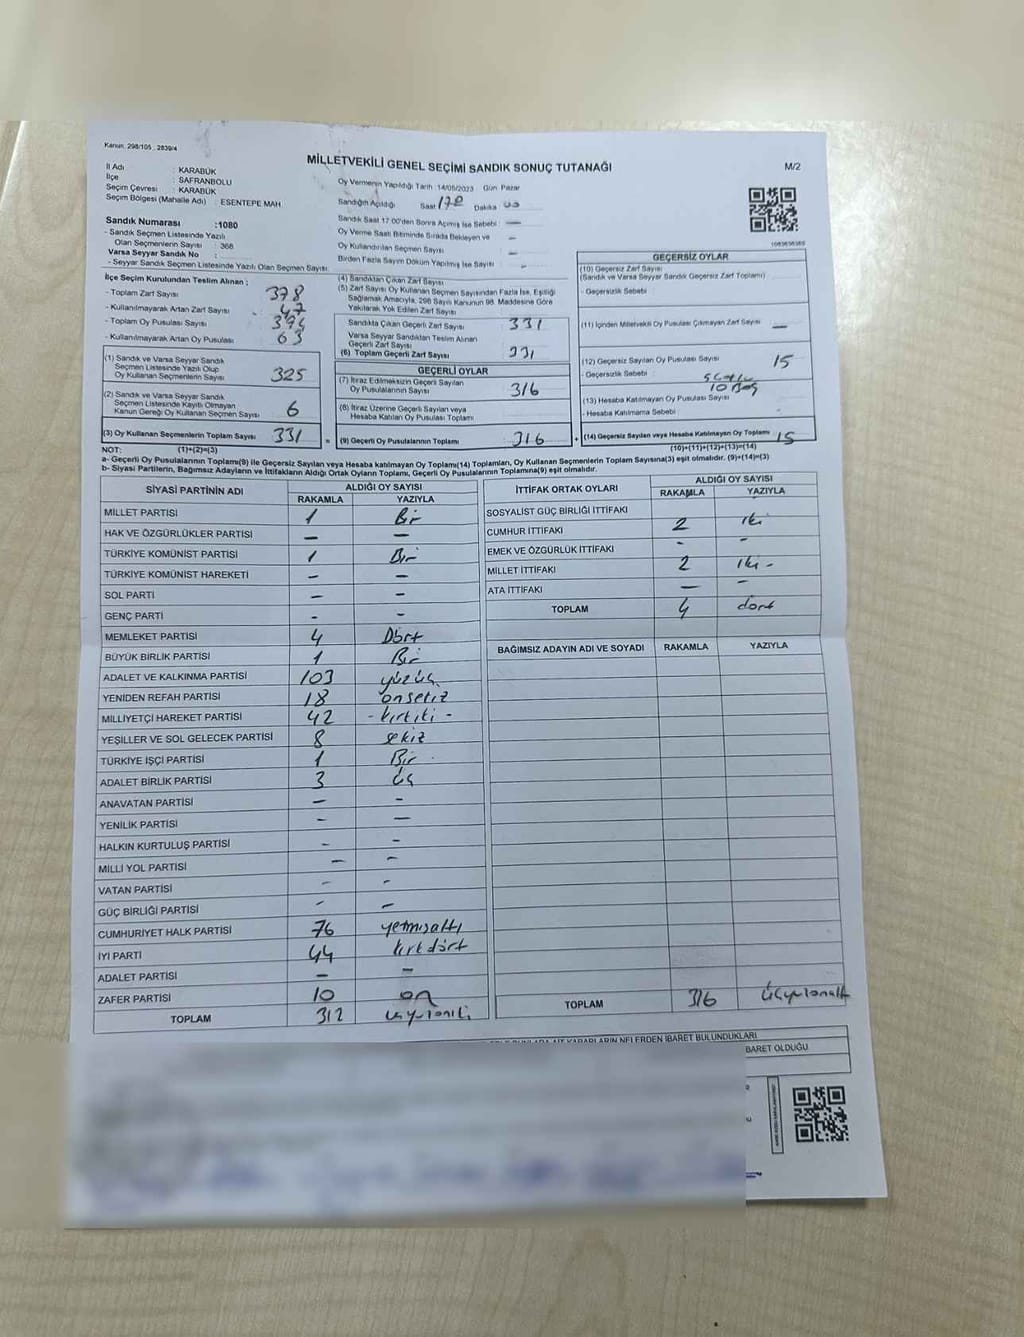 Kanun: 298/105 , 2839/4
MİLLETVEKİLİ GENEL SEÇİMİ SANDIK SONUÇ TUTANAĞI
M/2
İl Adı : KARABÜK
İlçe : SAFRANBOLU
Seçim Çevresi : KARABÜK
Seçim Bölgesi (Mahalle Adı) : ESENTEPE MAH
Sandık Numarası :1080
- Sandık Seçmen Listesinde Yazılı
Olan Seçmenlerin Sayısı : 368
Varsa Seyyar Sandık No :
- Seyyar Sandık Seçmen Listesinde Yazılı Olan Seçmen Sayısı:
Oy Vermenin Yapıldığı Tarih 14/05/2023 Gün Pazar
Sandığın Açıldığı Saat Dakika
Sandık Saat 17.00'den Sonra Açılmış İse Sebebi : —
Oy Verme Saati Bitiminde Sırada Bekleyen ve
Oy Kullandırılan Seçmen Sayısı –
Birden Fazla Sayım Döküm Yapılmış İse Sayısı : –
İlçe Seçim Kurulundan Teslim Alınan :
- Toplam Zarf Sayısı 378
- Kullanılmayarak Artan Zarf Sayısı 47
- Toplam Oy Pusulası Sayısı 394
- Kullanılmayarak Artan Oy Pusulası 63
(1) Sandık ve Varsa Seyyar Sandık
Seçmen Listesinde Yazılı Olup
Oy Kullanan Seçmenlerin Sayısı 325
(2) Sandık ve Varsa Seyyar Sandık
Seçmen Listesinde Kayıtlı Olmayan
Kanun Gereği Oy Kullanan Seçmen Sayısı 6
(3) Oy Kullanan Seçmenlerin Toplam Sayısı 331
(4) Sandıktan Çıkan Zarf Sayısı
(5) Zarf Sayısı Oy Kullanan Seçmen Sayısından Fazla İse, Eşitliği
Sağlamak Amacıyla, 298 Sayılı Kanunun 98. Maddesine Göre
Yakılarak Yok Edilen Zarf Sayısı
Sandıkta Çıkan Geçerli Zarf Sayısı 331
Varsa Seyyar Sandıktan Teslim Alınan
Geçerli Zarf Sayısı
(6) Toplam Geçerli Zarf Sayısı 331
GEÇERLİ OYLAR
(7) İtiraz Edilmeksizin Geçerli Sayılan
Oy Pusulalarının Sayısı 316
(8) İtiraz Üzerine Geçerli Sayılan veya
Hesaba Katılan Oy Pusulası Toplamı
= (9) Geçerli Oy Pusulalarının Toplamı 316
GEÇERSİZ OYLAR
(10) Geçersiz Zarf Sayısı
(Sandık ve Varsa Seyyar Sandık Geçersiz Zarf Toplamı)
- Geçersizlik Sebebi
(11) İçinden Milletvekili Oy Pusulası Çıkmayan Zarf Sayısı —
(12) Geçersiz Sayılan Oy Pusulası Sayısı 15
- Geçersizlik Sebebi
10 Boş
(13) Hesaba Katılmayan Oy Pusulası Sayısı
- Hesaba Katılmama Sebebi
+ (14) Geçersiz Sayılan veya Hesaba Katılmayan Oy Toplamı 15
NOT: (1)+(2)=(3)
(10)+(11)+(12)+(13)=(14)
a- Geçerli Oy Pusulalarının Toplamı(9) ile Geçersiz Sayılan veya Hesaba katılmayan Oy Toplamı(14) Toplamları, Oy Kullanan Seçmenlerin Toplam Sayısına(3) eşit olmalıdır. (9)+(14)=(3)
b- Siyasi Partilerin, Bağımsız Adayların ve İttifakların Aldığı Ortak Oyların Toplamı, Geçerli Oy Pusulalarının Toplamına(9) eşit olmalıdır.
SİYASİ PARTİNİN ADI ALDIĞI OY SAYISI
RAKAMLA YAZIYLA
MİLLET PARTİSİ 1 Bir
HAK VE ÖZGÜRLÜKLER PARTİSİ — —
TÜRKİYE KOMÜNİST PARTİSİ 1 Bir
TÜRKİYE KOMÜNİST HAREKETİ – –
SOL PARTİ – –
GENÇ PARTİ - -
MEMLEKET PARTİSİ 4 Dört
BÜYÜK BİRLİK PARTİSİ 1 Bir
ADALET VE KALKINMA PARTİSİ 103 yüzüç
YENİDEN REFAH PARTİSİ 18 onsekiz
MİLLİYETÇİ HAREKET PARTİSİ 42 - kırkiki -
YEŞİLLER VE SOL GELECEK PARTİSİ 8 sekiz
TÜRKİYE İŞÇİ PARTİSİ 1 Bir
ADALET BİRLİK PARTİSİ 3 üç
ANAVATAN PARTİSİ — -
YENİLİK PARTİSİ - —
HALKIN KURTULUŞ PARTİSİ - -
MİLLİ YOL PARTİSİ — -
VATAN PARTİSİ - -
GÜÇ BİRLİĞİ PARTİSİ - -
CUMHURİYET HALK PARTİSİ 76 yetmişaltı
İYİ PARTİ 44 kırkdört
ADALET PARTİSİ — —
ZAFER PARTİSİ 10 on
TOPLAM 312 üçyüzoniki
İTTİFAK ORTAK OYLARI ALDIĞI OY SAYISI
RAKAMLA YAZIYLA
SOSYALİST GÜÇ BİRLİĞİ İTTİFAKI
CUMHUR İTTİFAKI 2 iki
EMEK VE ÖZGÜRLÜK İTTİFAKI - -
MİLLET İTTİFAKI 2 iki -
ATA İTTİFAKI — -
TOPLAM 4 dört
BAĞIMSIZ ADAYIN ADI VE SOYADI RAKAMLA YAZIYLA
TOPLAM 316 üçyüzonaltı
NELERDEN İBARET BULUNDUKLARI
BARET OLDUĞU